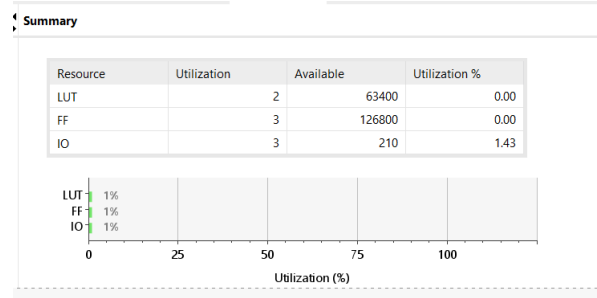 Summary
Resource Utilization Available Utilization %
LUT 2 63400 0.00
FF 3 126800 0.00
IO 3 210 1.43
LUT 1%
FF 1%
IO 1%
0 25 50 75 100
Utilization (%)